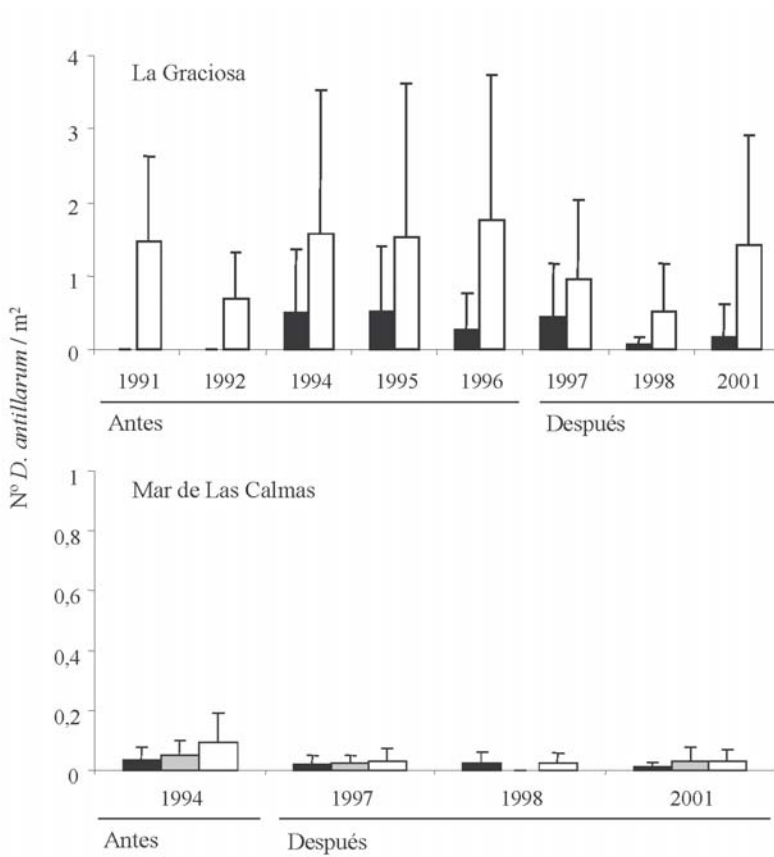 Nº D. antillarum / m²
La Graciosa
4
3
2
1
0
1991 1992 1994 1995 1996 1997 1998 2001
Antes Después
Mar de Las Calmas
1
0,8
0,6
0,4
0,2
0
1994 1997 1998 2001
Antes Después